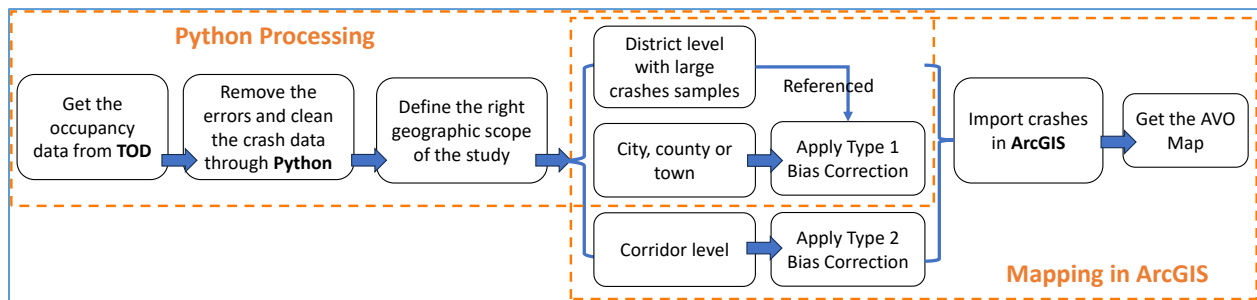 Python Processing
Get the
occupancy
data from TOD
Remove the
errors and clean
the crash data
through Python
Define the right
geographic scope
of the study
District level
with large
crashes samples
Referenced
City, county or
town
Apply Type 1
Bias Correction
Corridor level
Apply Type 2
Bias Correction
Import crashes
in ArcGIS
Get the AVO
Map
Mapping in ArcGIS